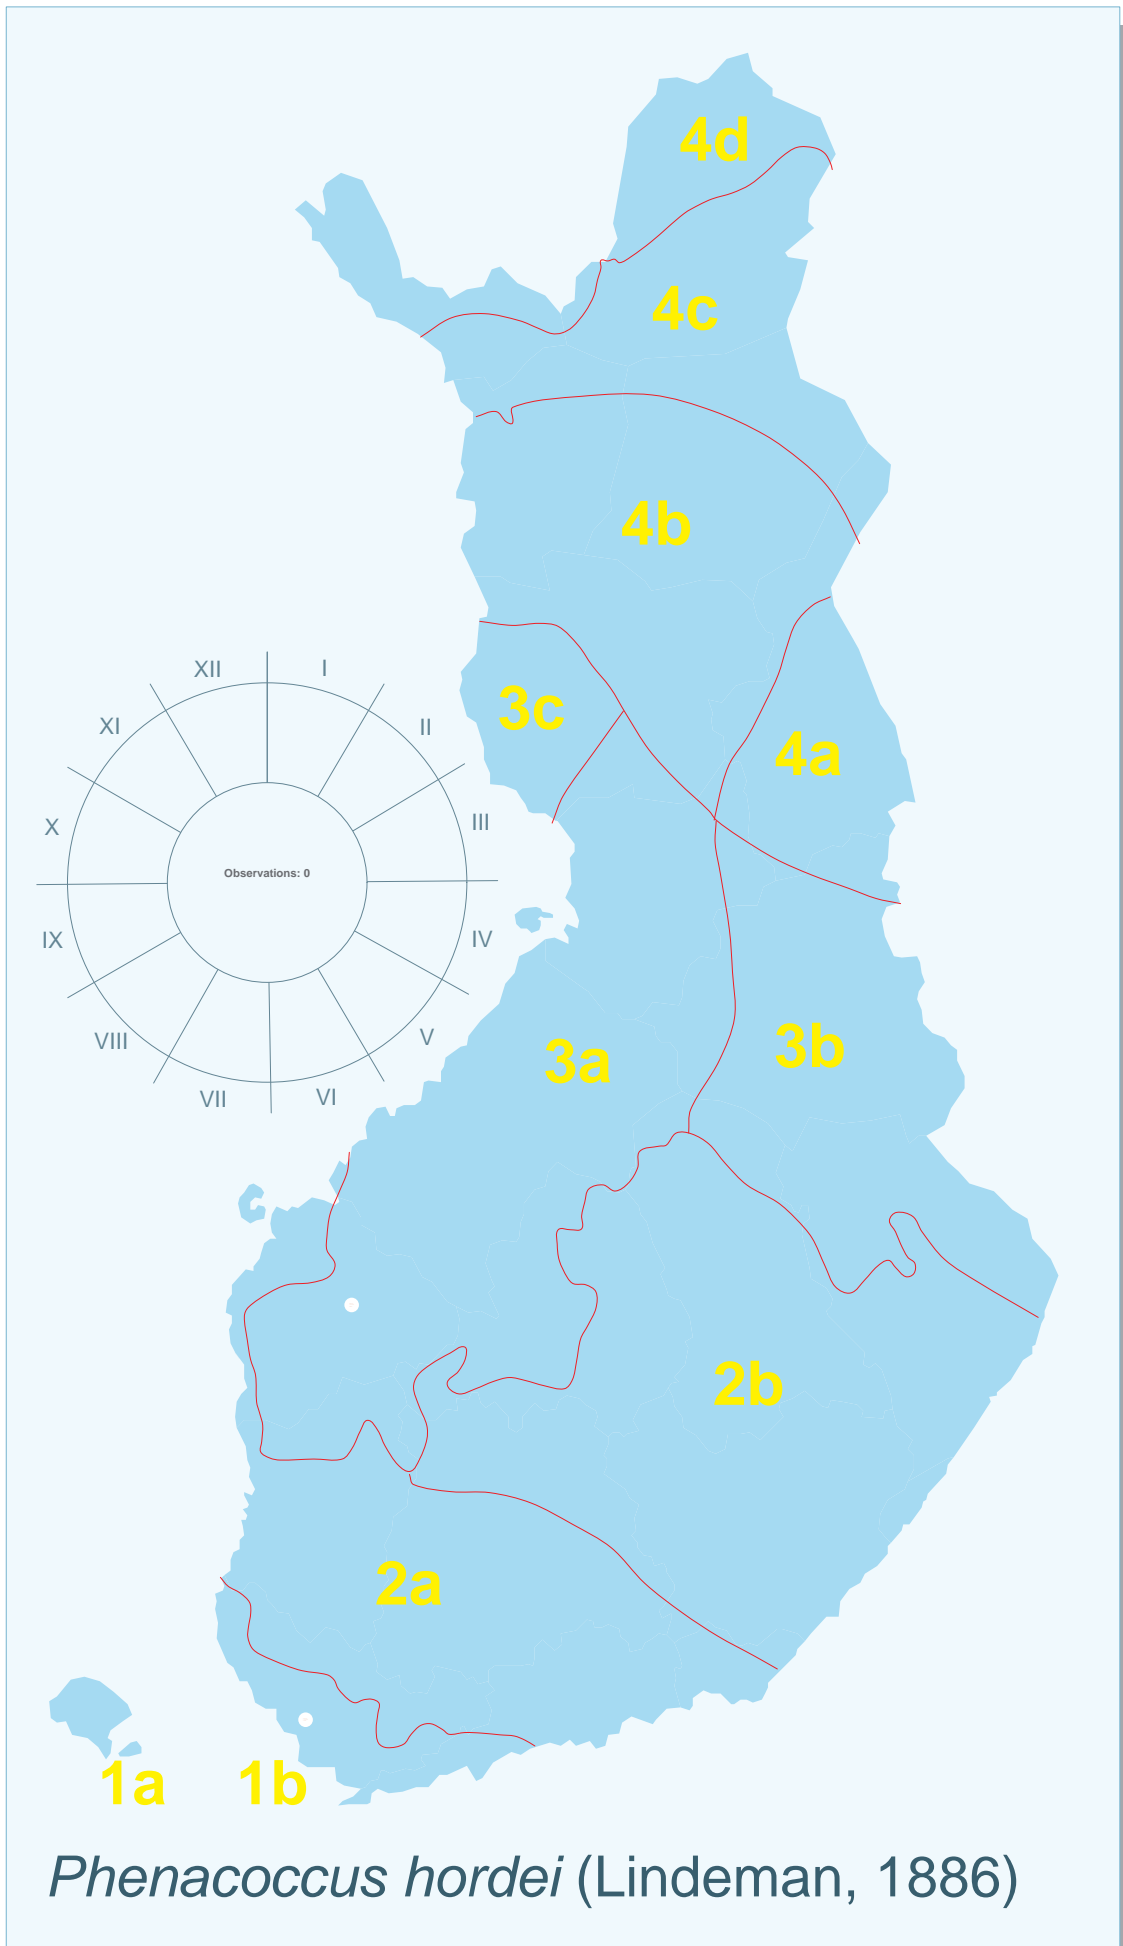 4d
4c
4b
3c
4a
XII
I
XI
II
X
III
Observations: 0
IX
IV
VIII
V
VII
VI
3a
3b
2b
2a
1a
1b
Phenacoccus hordei (Lindeman, 1886)